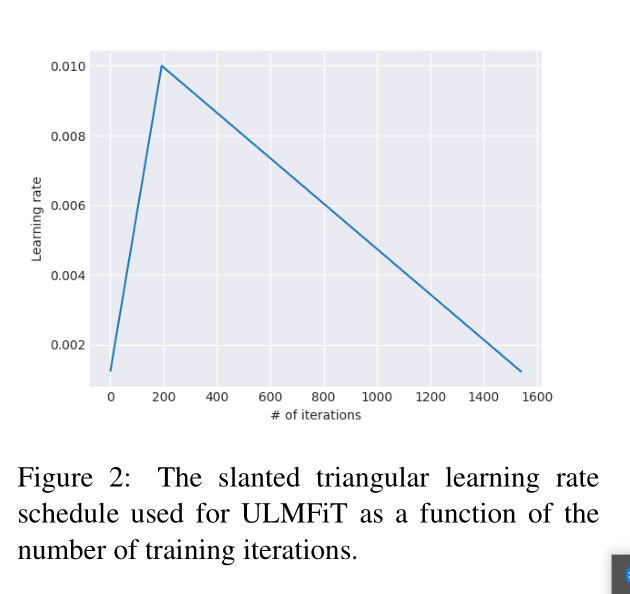 0.010
0.008
0.006
0.004
0.002
Learning rate
0 200 400 600 800 1000 1200 1400 1600
# of iterations
Figure 2: The slanted triangular learning rate
schedule used for ULMFiT as a function of the
number of training iterations.